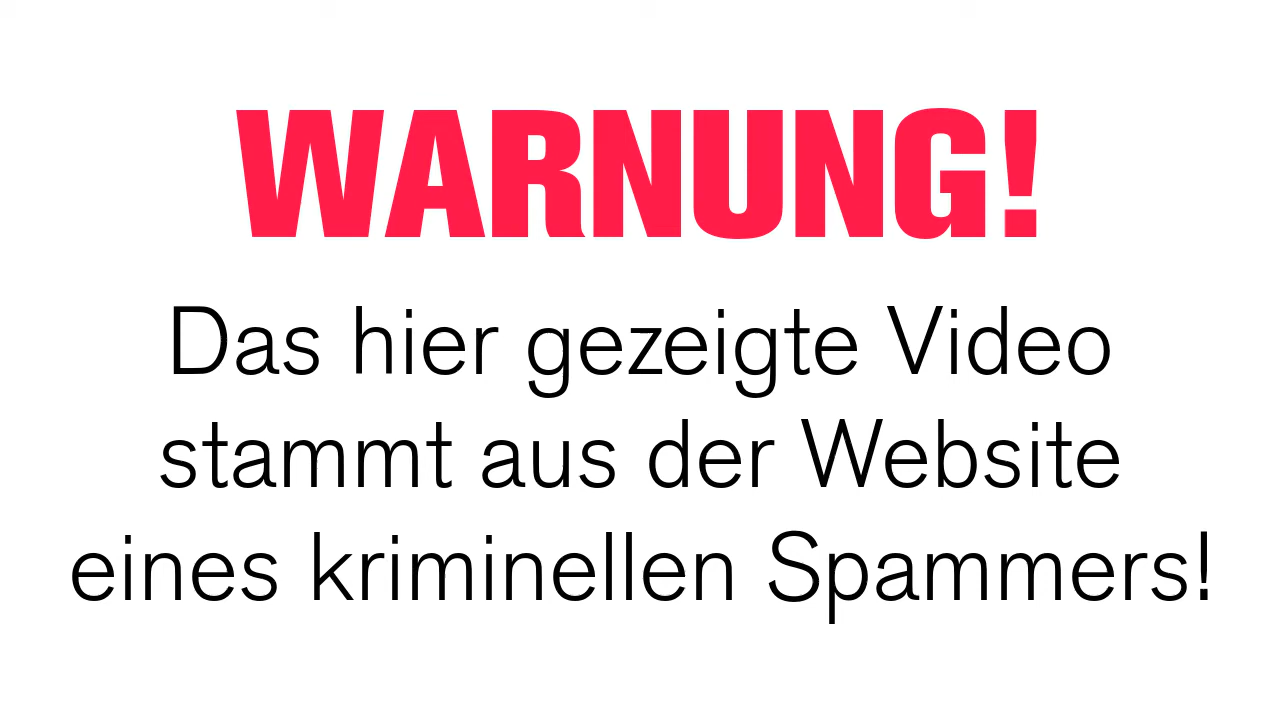 WARNUNG!
Das hier gezeigte Video
stammt aus der Website
eines kriminellen Spammers!